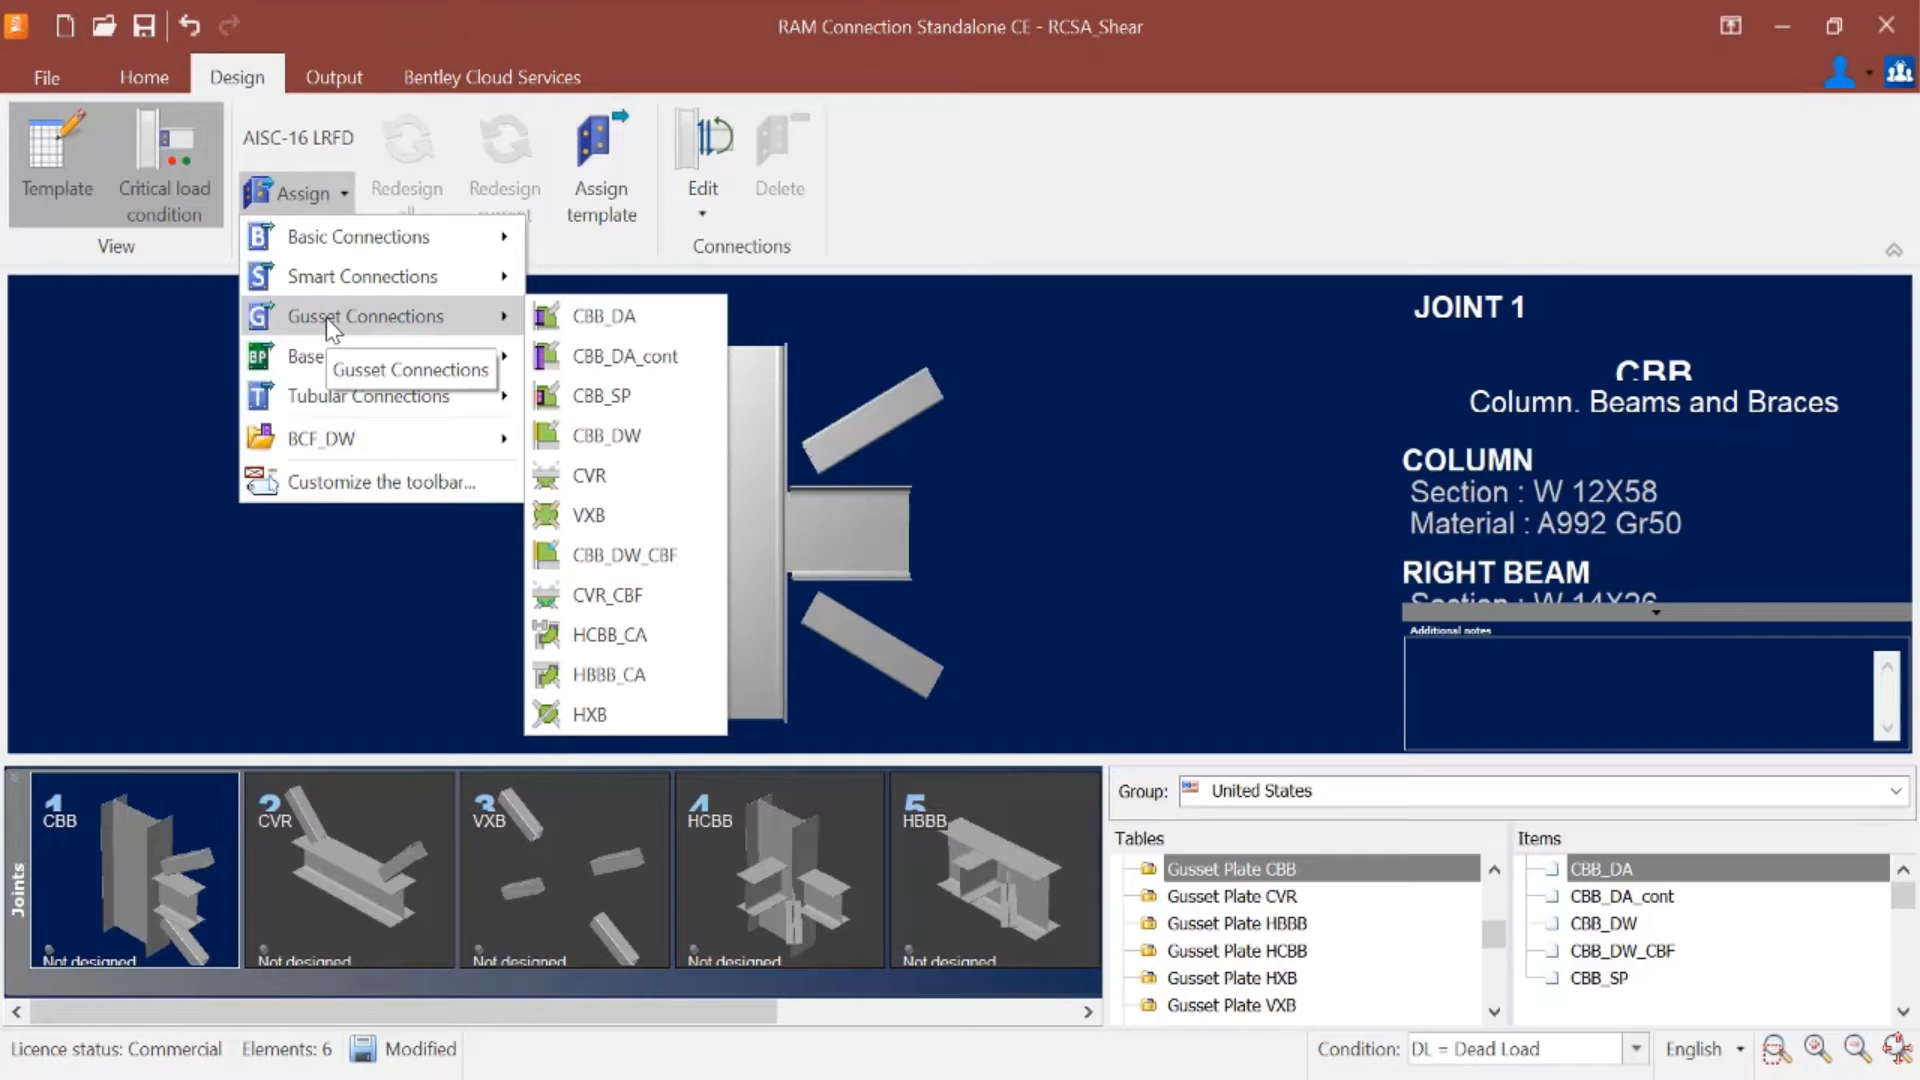 RAM Connection Standalone CE - RCSA_Shear
File Home Design Output Bentley Cloud Services
AISC-16 LRFD
Template
Critical load
condition
View
Assign
Redesign
Redesign
Assign
template
Edit
Delete
Connections
Basic Connections
Smart Connections
Gusset Connections
Base
Gusset Connections
Tubular Connections
BCF_DW
Customize the toolbar...
CBB_DA
CBB_DA_cont
CBB_SP
CBB_DW
CVR
VXB
CBB_DW_CBF
CVR_CBF
HCBB_CA
HBBB_CA
HXB
JOINT 1
CBB
Column. Beams and Braces
COLUMN
Section : W 12X58
Material : A992 Gr50
RIGHT BEAM
Section : W 14X26
Additional notes
Joints
1
CBB
Not designed
2
CVR
Not designed
3
VXB
Not designed
4
HCBB
Not designed
5
HBBB
Not designed
Group: United States
Tables
Gusset Plate CBB
Gusset Plate CVR
Gusset Plate HBBB
Gusset Plate HCBB
Gusset Plate HXB
Gusset Plate VXB
Items
CBB_DA
CBB_DA_cont
CBB_DW
CBB_DW_CBF
CBB_SP
Licence status: Commercial Elements: 6 Modified
Condition: DL = Dead Load English